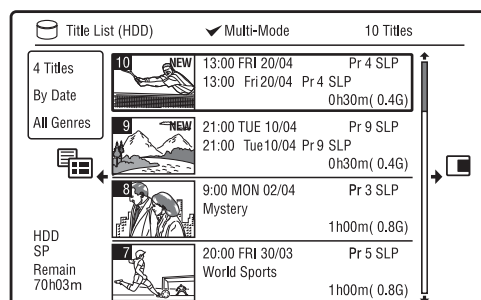 Title List (HDD) Multi-Mode 10 Titles
4 Titles
By Date
All Genres
10 NEW 13:00 FRI 20/04 Pr 4 SLP
13:00 Fri 20/04 Pr 4 SLP
0h30m( 0.4G)
9 NEW 21:00 TUE 10/04 Pr 9 SLP
21:00 Tue10/04 Pr 9 SLP
0h30m( 0.4G)
8 9:00 MON 02/04 Pr 3 SLP
Mystery
1h00m( 0.8G)
7 20:00 FRI 30/03 Pr 5 SLP
World Sports
1h00m( 0.8G)
HDD
SP
Remain
70h03m